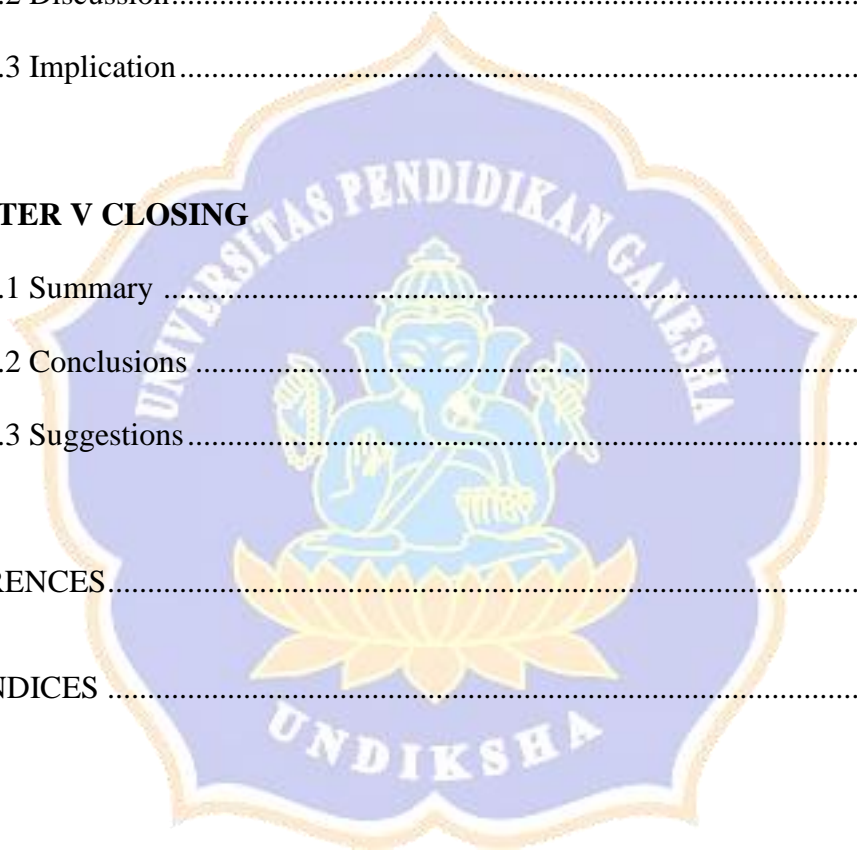 .2 Discussion
.3 Implication
TER V CLOSING
.1 Summary
.2 Conclusions
.3 Suggestions
RENCES
NDICES
UNIVERSITAS PENDIDIKAN GANESHA
UNDIKSHA